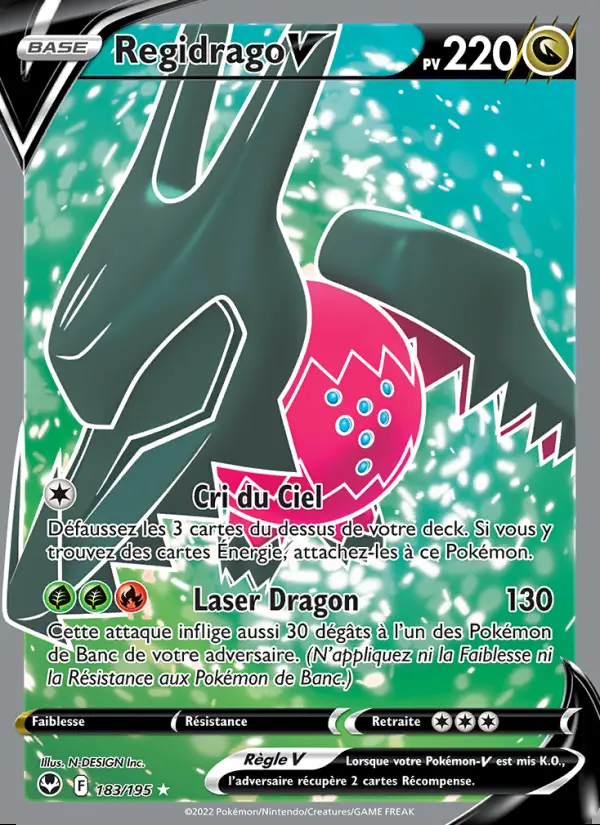 BASE RegidragoV PV220
Cri du Ciel
Défaussez les 3 cartes du dessus de votre deck. Si vous y
trouvez des cartes Énergie, attachez-les à ce Pokémon.
Laser Dragon 130
Cette attaque inflige aussi 30 dégâts à l'un des Pokémon
de Banc de votre adversaire. (N'appliquez ni la Faiblesse ni
la Résistance aux Pokémon de Banc.)
Faiblesse Résistance Retraite
Illus. N-DESIGN Inc.
F 183/195 ★
Règle V Lorsque votre Pokémon-V est mis K.O.,
l'adversaire récupère 2 cartes Récompense.
©2022 Pokémon/Nintendo/Creatures/GAME FREAK